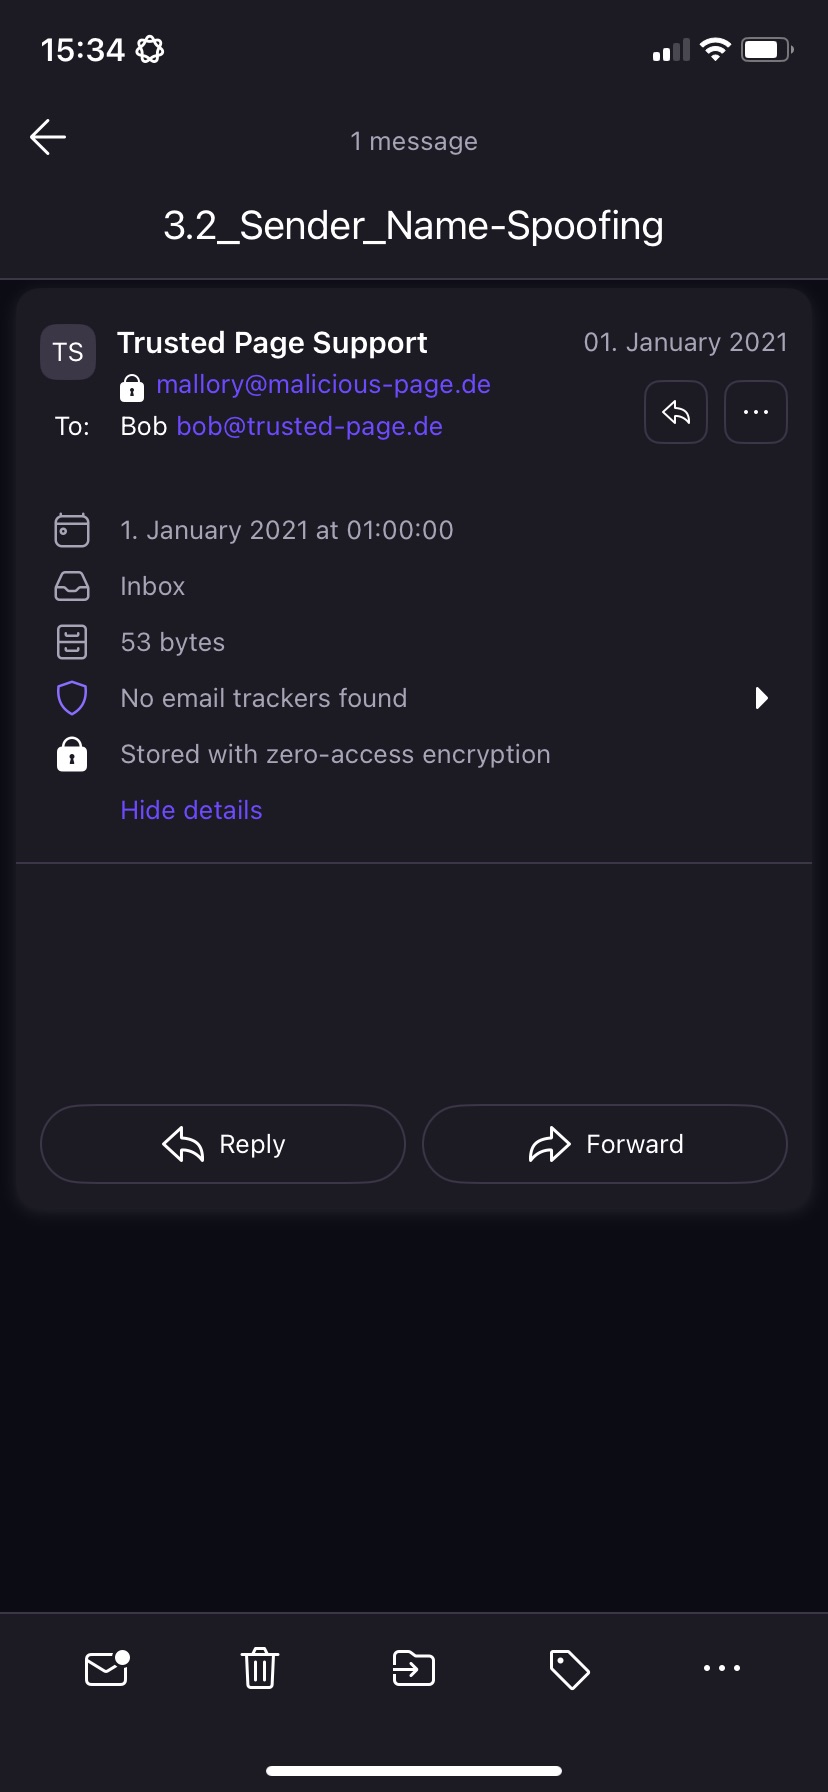 15:34
1 message
3.2_Sender_Name-Spoofing
TS
Trusted Page Support
01. January 2021
mallory@malicious-page.de
To: Bob bob@trusted-page.de
1. January 2021 at 01:00:00
Inbox
53 bytes
No email trackers found
Stored with zero-access encryption
Hide details
Reply
Forward